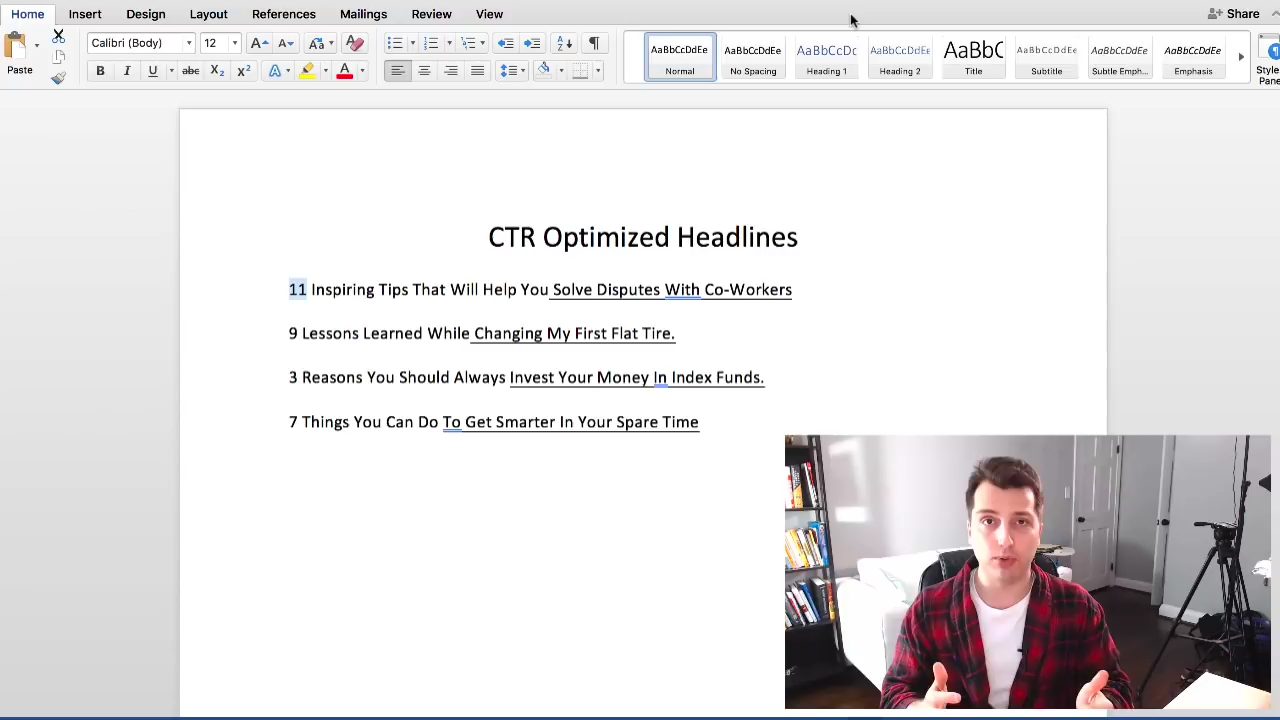 Home Insert Design Layout References Mailings Review View Share
Calibri (Body) 12 A A Aa A
AaBbCcDdEe AaBbCcDdEe AaBbCcDc AaBbCcDdEe AaBbC AaBbCcDdEe AaBbCcDdEe AaBbCcDdEe
Paste B I U abc X₂ X² A A Normal No Spacing Heading 1 Heading 2 Title Subtitle Subtle Emph... Emphasis
CTR Optimized Headlines
11 Inspiring Tips That Will Help You Solve Disputes With Co-Workers
9 Lessons Learned While Changing My First Flat Tire.
3 Reasons You Should Always Invest Your Money In Index Funds.
7 Things You Can Do To Get Smarter In Your Spare Time